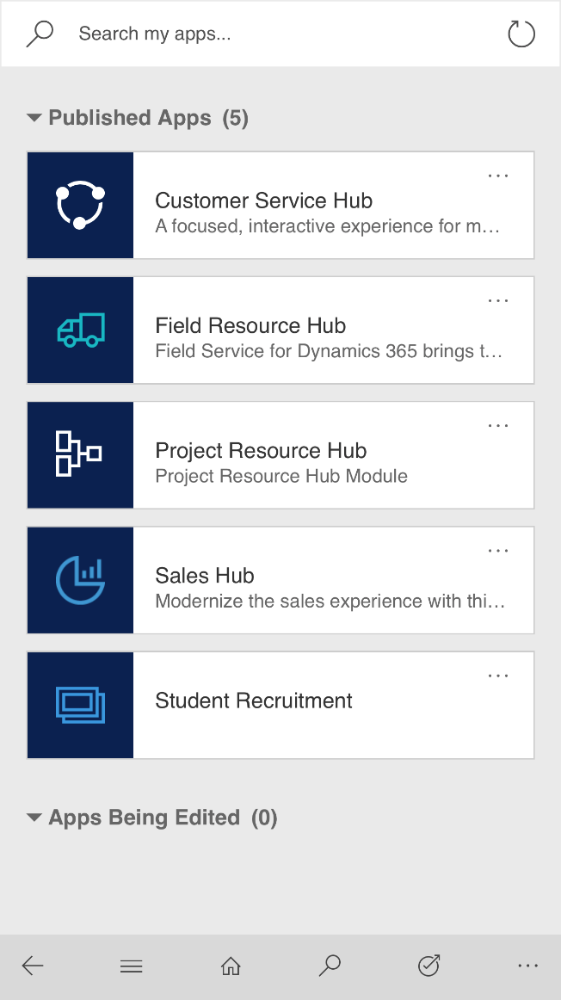 Search my apps...
Published Apps (5)
...
Customer Service Hub
A focused, interactive experience for m...
...
Field Resource Hub
Field Service for Dynamics 365 brings t...
...
Project Resource Hub
Project Resource Hub Module
...
Sales Hub
Modernize the sales experience with thi...
...
Student Recruitment
Apps Being Edited (0)
...